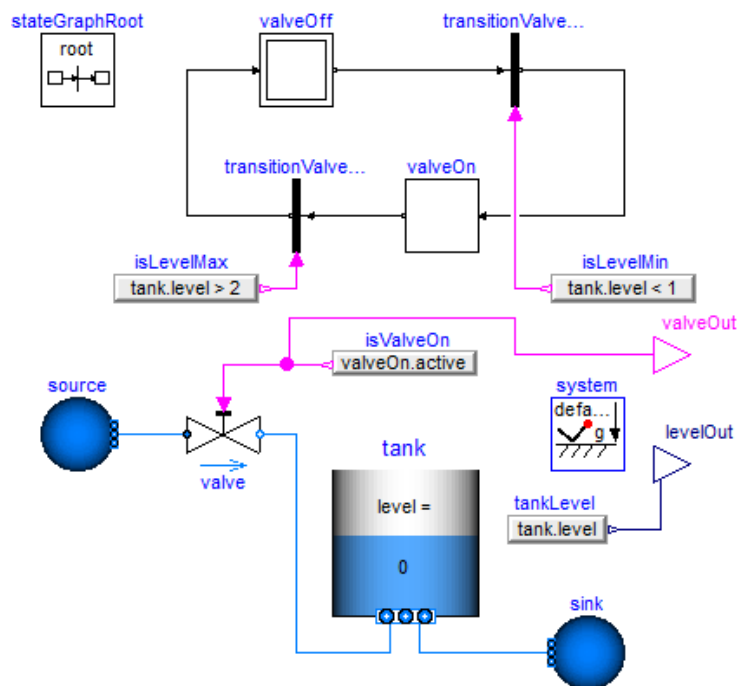 stateGraphRoot
valveOff
transitionValve...
root
transitionValve...
valveOn
isLevelMax
isLevelMin
tank.level > 2
tank.level < 1
valveOut
isValveOn
valveOn.active
source
system
defa...
g
levelOut
tank
valve
tankLevel
level =
tank.level
0
sink